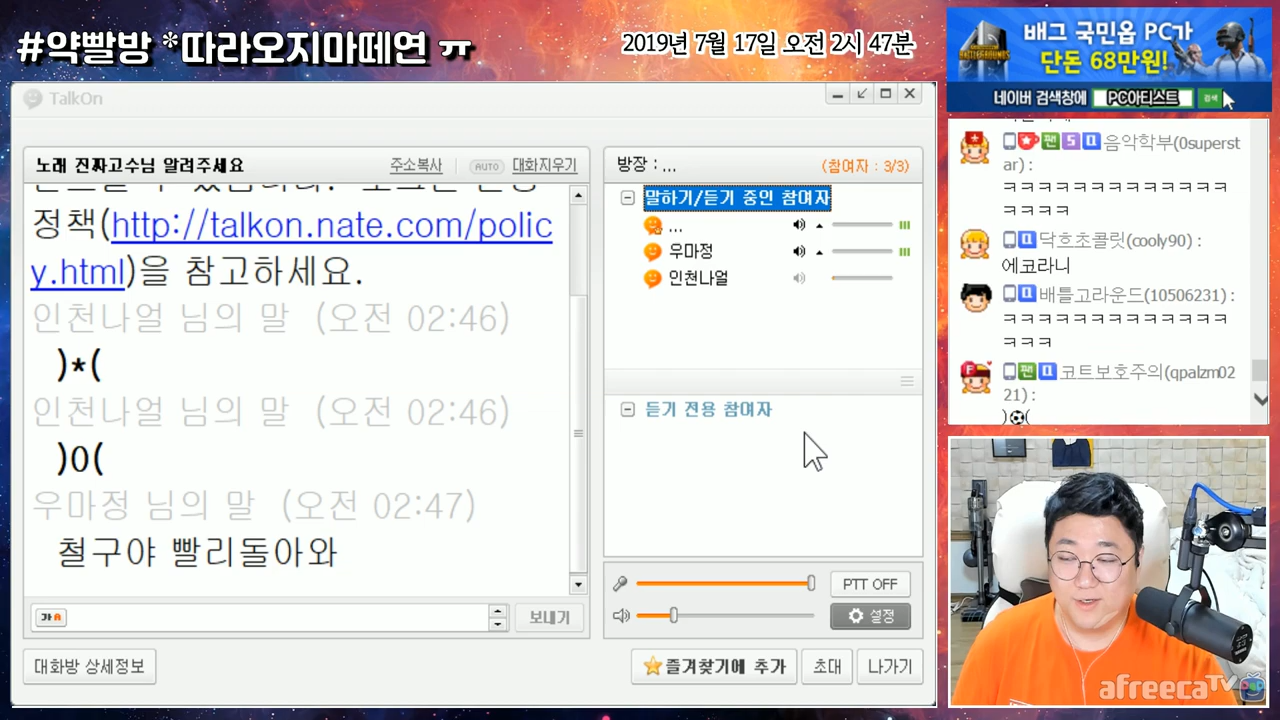 #약빨방 *따라오지마떼연 ㅠ
2019년 7월 17일 오전 2시 47분
배그 국민옵 PC가
단돈 68만원!
BATTLEGROUNDS
네이버 검색창에 PC아티스트 검색
TalkOn
노래 진짜고수님 알려주세요
주소복사
AUTO
대화지우기
정책(http://talkon.nate.com/polic
y.html)을 참고하세요.
인천나얼 님의 말 (오전 02:46)
)*(
인천나얼 님의 말 (오전 02:46)
)0(
우마정 님의 말 (오전 02:47)
철구야 빨리돌아와
가
보내기
대화방 상세정보
방장 : ...
(참여자 : 3/3)
말하기/듣기 중인 참여자
...
우마정
인천나얼
듣기 전용 참여자
PTT OFF
설정
즐겨찾기에 추가
초대
나가기
팬 S 음악학부(0superst
ar) :
ㅋㅋㅋㅋㅋㅋㅋㅋㅋㅋㅋㅋㅋ
ㅋㅋㅋㅋ
닥호초콜릿(cooly90) :
에코라니
배틀고라운드(10506231) :
ㅋㅋㅋㅋㅋㅋㅋㅋㅋㅋㅋㅋㅋ
ㅋㅋㅋ
팬 코트보호주의(qpalzm02
21) :
)⚽(
afreecaTV